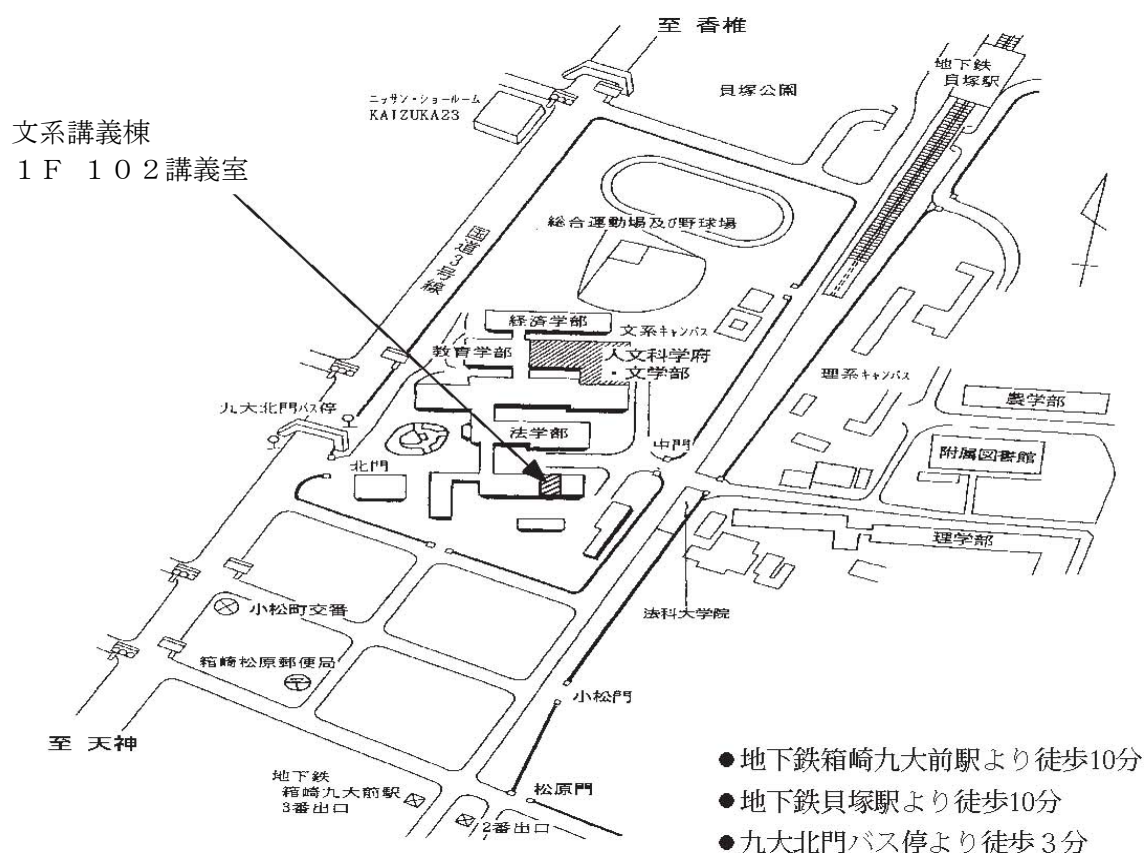 至 香椎
地下鉄
貝塚駅
貝塚公園
ニッサン・ショールーム
KAIZUKA23
文系講義棟
１Ｆ １０２講義室
総合運動場及び野球場
国道3号線
経済学部
文系キャンパス
教育学部
人文科学府
・文学部
理系キャンパス
農学部
九大北門バス停
法学部
中門
附属図書館
北門
理学部
小松町交番
法科大学院
箱崎松原郵便局
小松門
至 天神
地下鉄
箱崎九大前駅
3番出口
松原門
2番出口
●地下鉄箱崎九大前駅より徒歩10分
●地下鉄貝塚駅より徒歩10分
●九大北門バス停より徒歩３分